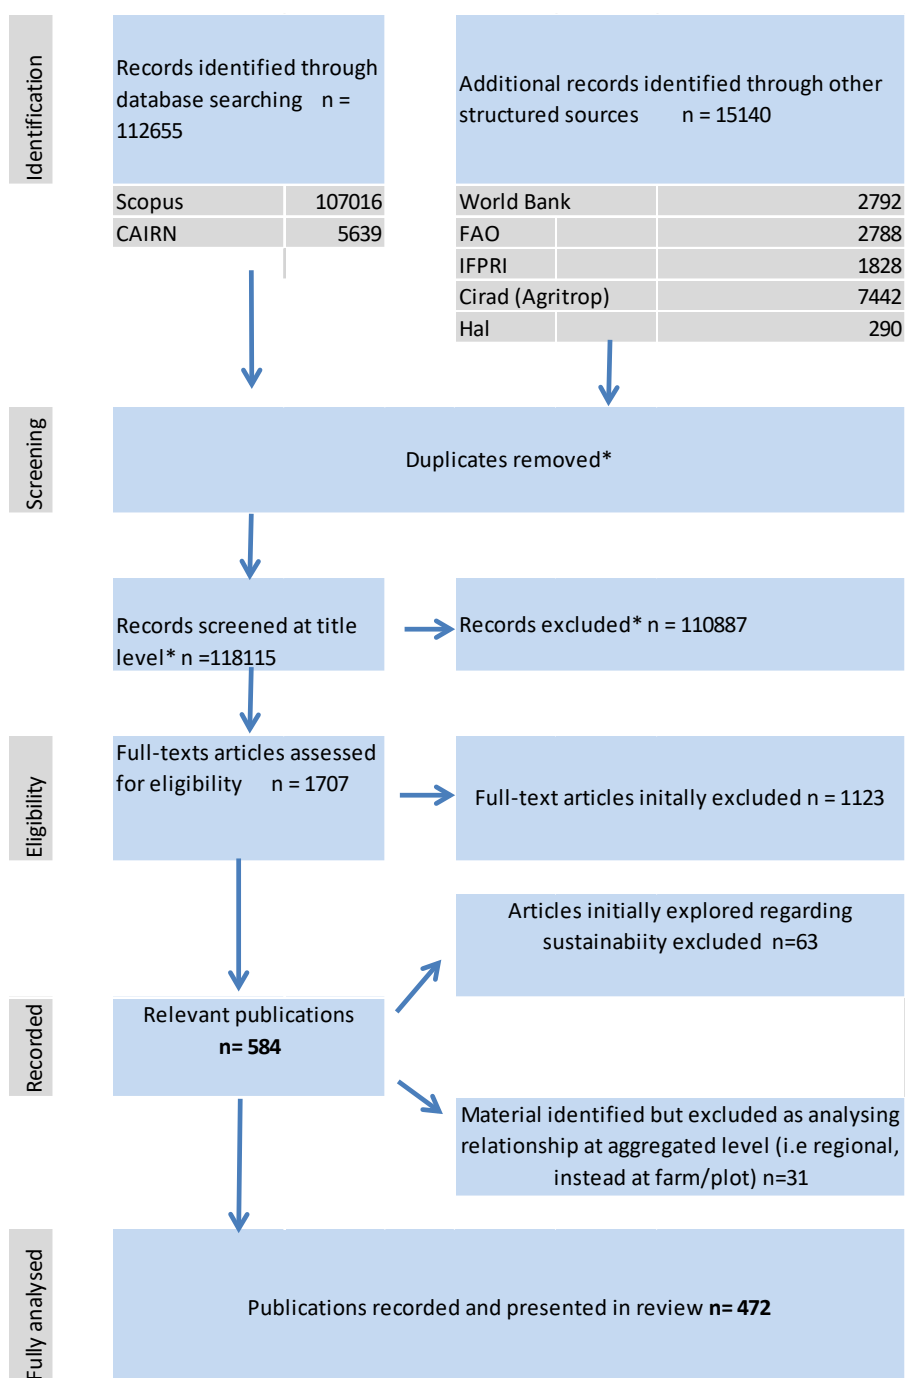 Identification
Records identified through
database searching n =
112655
Additional records identified through other
structured sources n = 15140
Scopus 107016
CAIRN 5639
World Bank 2792
FAO 2788
IFPRI 1828
Cirad (Agritrop) 7442
Hal 290
Screening
Duplicates removed*
Records screened at title
level* n =118115
Records excluded* n = 110887
Eligibility
Full-texts articles assessed
for eligibility n = 1707
Full-text articles initally excluded n = 1123
Articles initially explored regarding
sustainabiity excluded n=63
Recorded
Relevant publications
n= 584
Material identified but excluded as analysing
relationship at aggregated level (i.e regional,
instead at farm/plot) n=31
Fully analysed
Publications recorded and presented in review n= 472